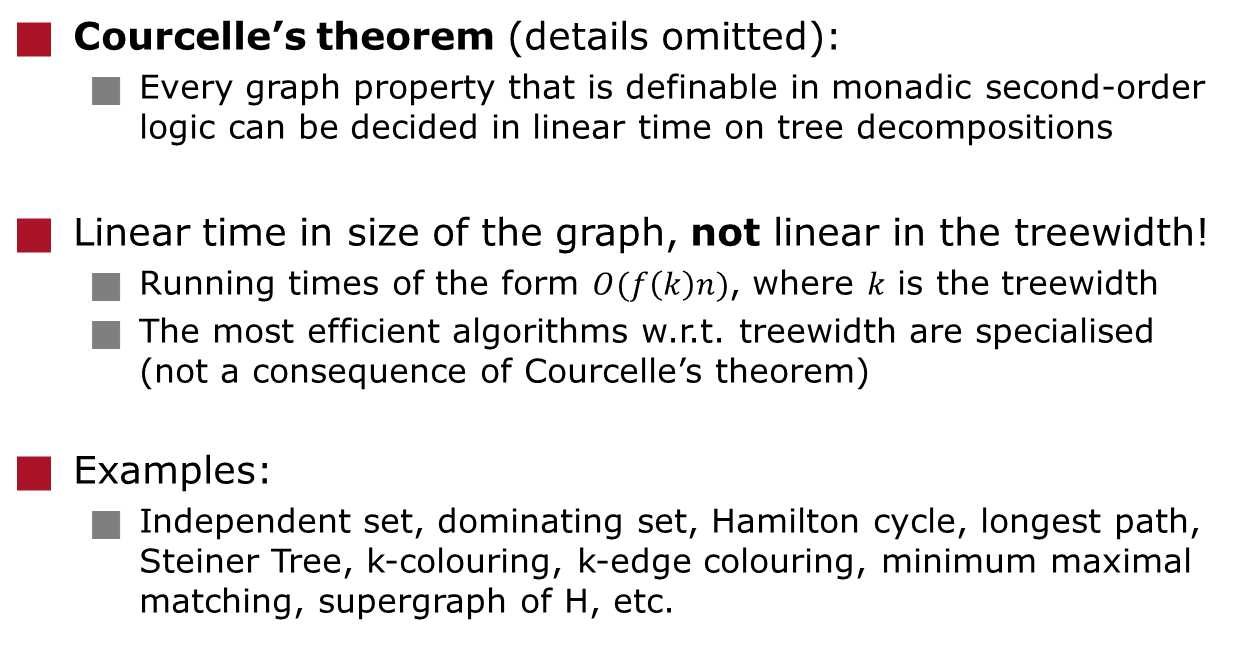 Courcelle’s theorem (details omitted):
Every graph property that is definable in monadic second-order
logic can be decided in linear time on tree decompositions
Linear time in size of the graph, not linear in the treewidth!
Running times of the form O(f(k)n), where k is the treewidth
The most efficient algorithms w.r.t. treewidth are specialised
(not a consequence of Courcelle’s theorem)
Examples:
Independent set, dominating set, Hamilton cycle, longest path,
Steiner Tree, k-colouring, k-edge colouring, minimum maximal
matching, supergraph of H, etc.